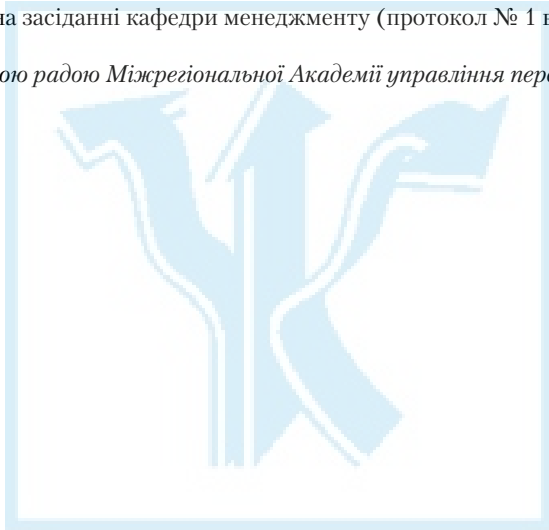 на засіданні кафедри менеджменту (протокол № 1 в
ою радою Міжрегіональної Академії управління перс